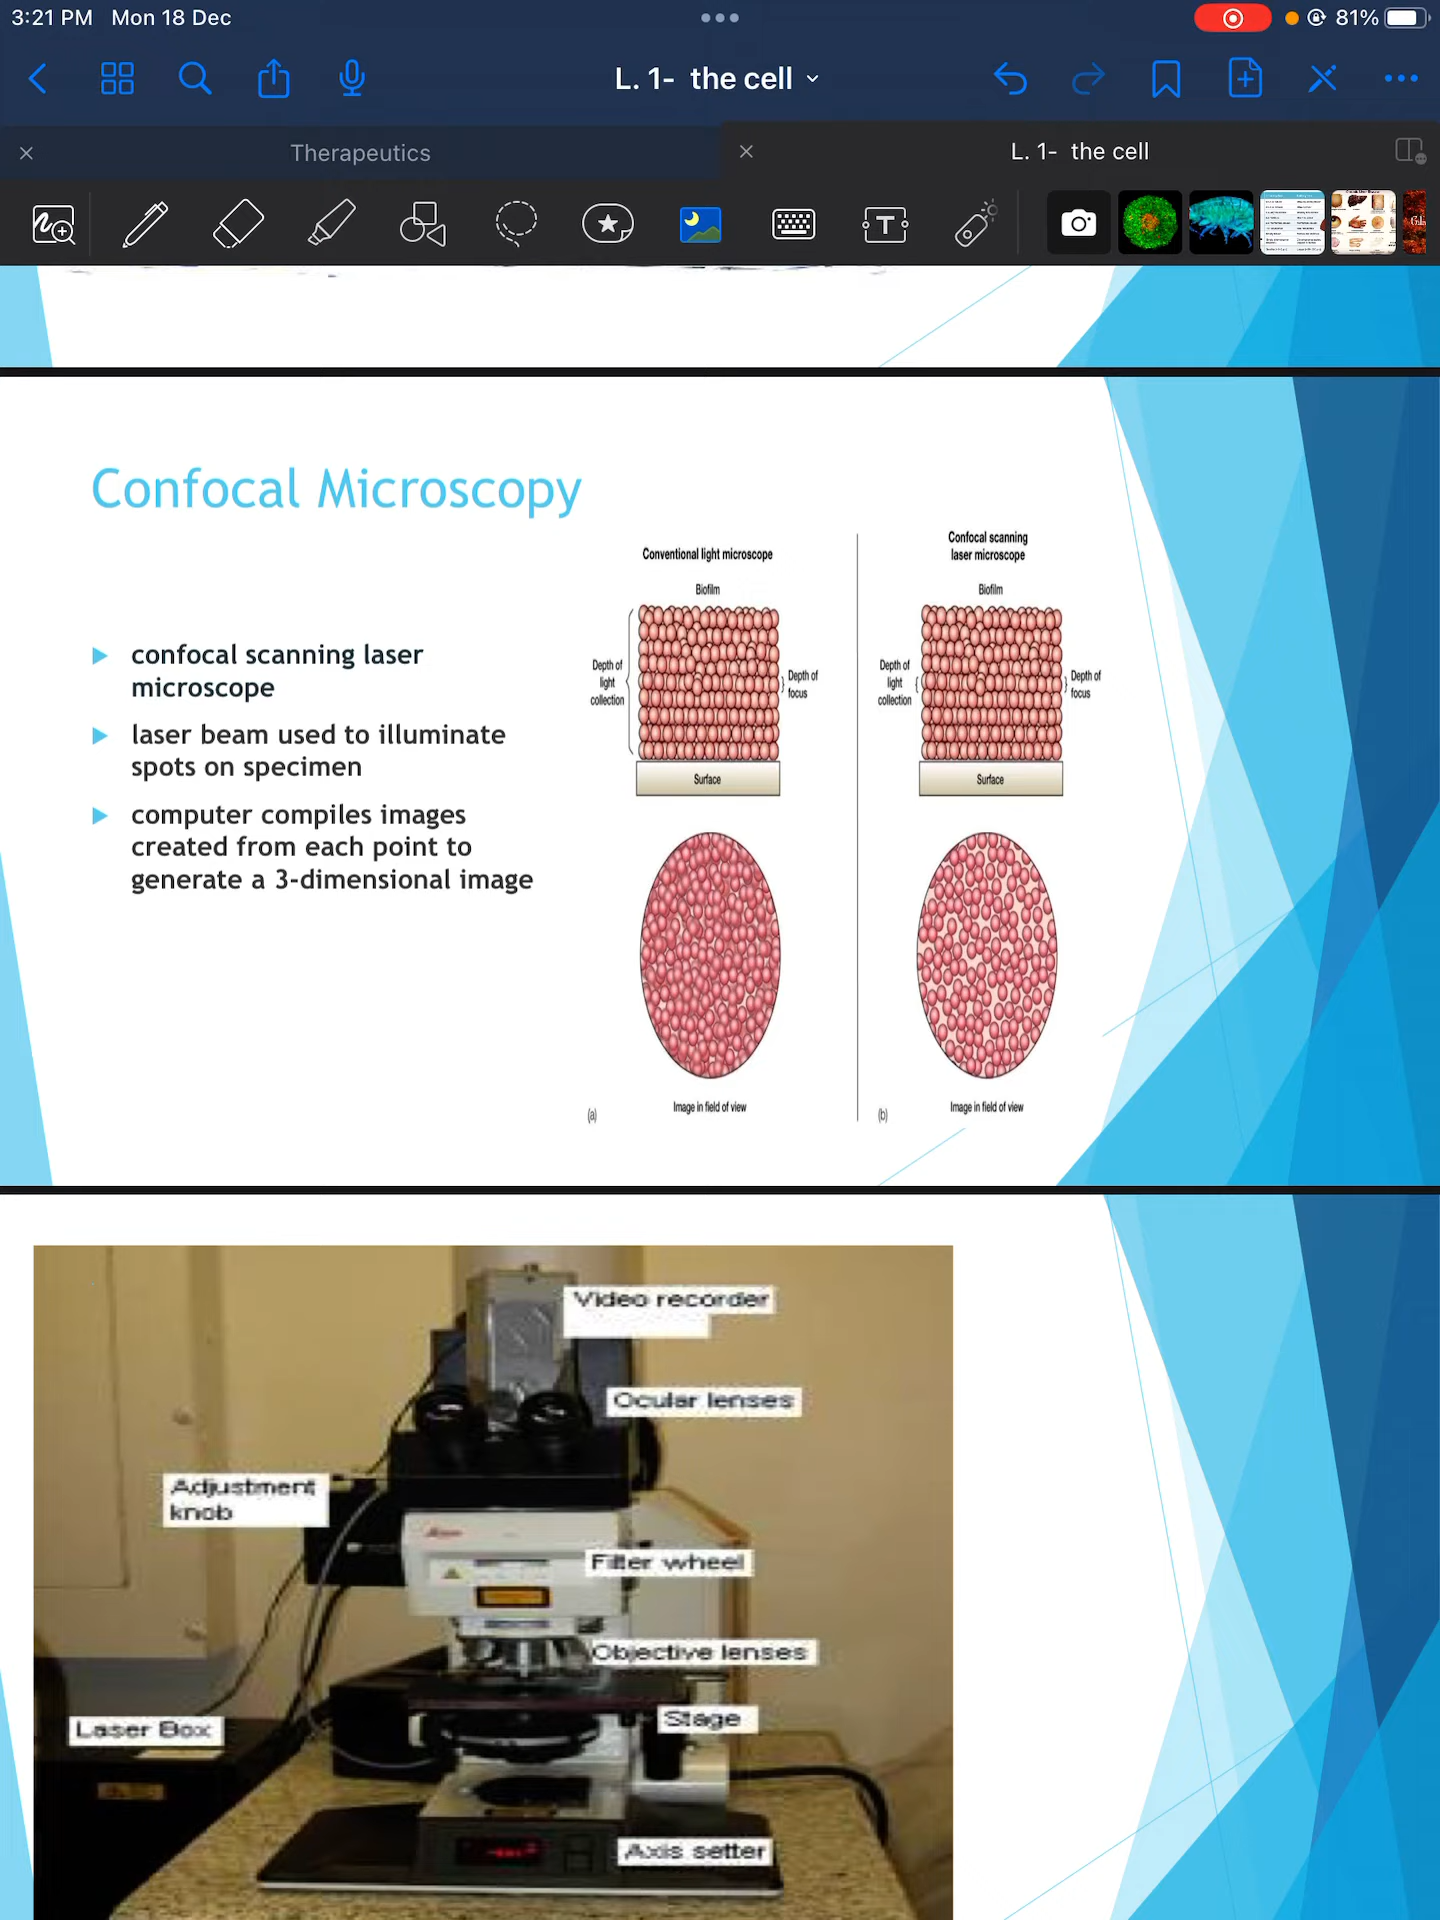 3:21 PM Mon 18 Dec
81%
L. 1- the cell
Therapeutics
L. 1- the cell
T
Confocal Microscopy
confocal scanning laser
microscope
laser beam used to illuminate
spots on specimen
computer compiles images
created from each point to
generate a 3-dimensional image
Conventional light microscope
Biofilm
Depth of
light
collection
Depth of
focus
Surface
Image in field of view
(a)
Confocal scanning
laser microscope
Biofilm
Depth of
light
collection
Depth of
focus
Surface
Image in field of view
(b)
Video recorder
Ocular lenses
Adjustment
knob
Filter wheel
Objective lenses
Stage
Laser Box
Axis setter